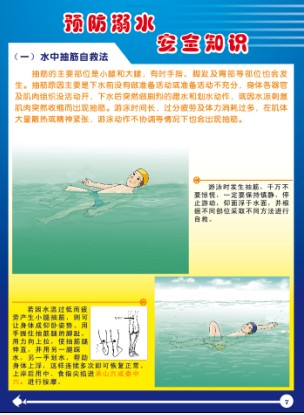 预防溺水
安全知识
（一）水中抽筋自救法
抽筋的主要部位是小腿和大腿，有时手指、脚趾及胃部等部位也会发
生。抽筋原因主要是下水前没有做准备活动或准备活动不充分，身体各器官
及肌肉组织没活动开，下水后突然做剧烈的蹬水和划水动作，或因水凉刺激
肌肉突然收缩而出现抽筋。游泳时间长，过分疲劳及体力消耗过多，在肌体
大量散热或精神紧张，游泳动作不协调等情况下也会出现抽筋。
游泳时发生抽筋，千万不
要惊慌，一定要保持镇静，停
止游动，仰面浮于水面，并根
据不同部位采取不同方法进行
自救。
若因水温过低而疲
劳产生小腿抽筋，则可
让身体成仰卧姿势，用
手握住抽筋腿的脚趾，
用力向上拉，使抽筋腿
伸直，并用另一腿踩
水，另一手划水，帮助
身体上浮，这样连续多次即可恢复正常。
上岸后用中、食指尖掐进承山穴或委中
穴，进行按摩。
7